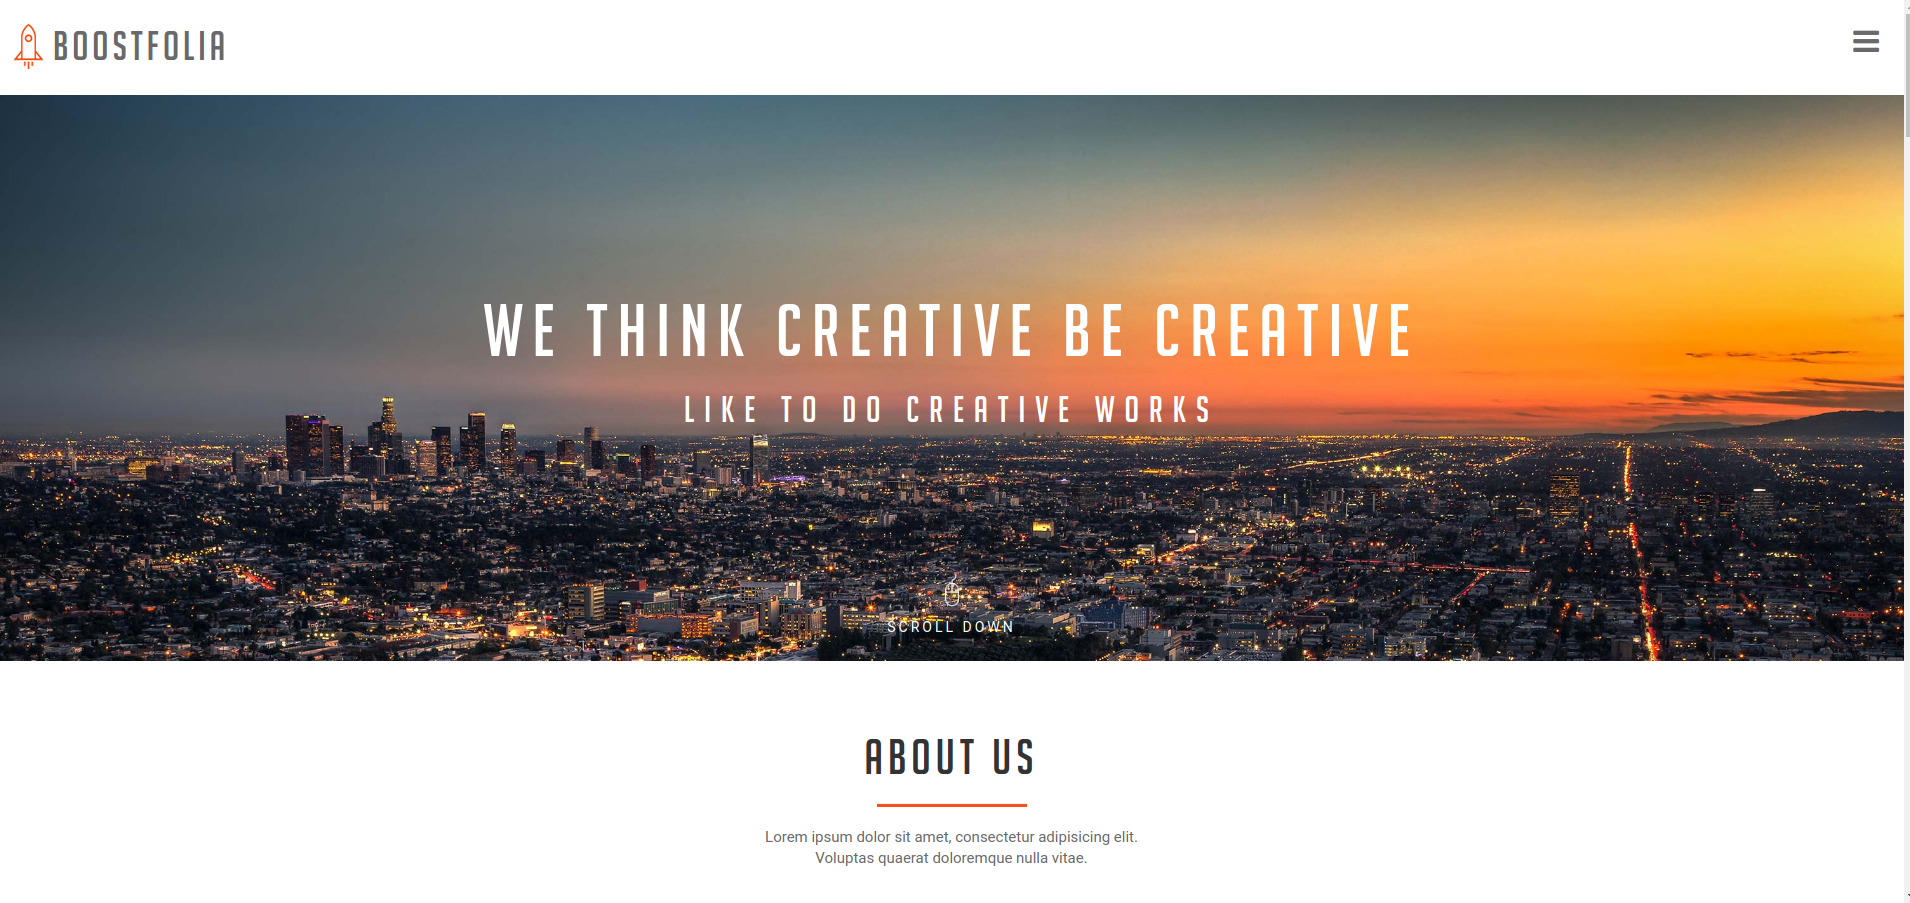 BOOSTFOLIA
WE THINK CREATIVE BE CREATIVE
LIKE TO DO CREATIVE WORKS
SCROLL DOWN
ABOUT US
Lorem ipsum dolor sit amet, consectetur adipisicing elit.
Voluptas quaerat doloremque nulla vitae.